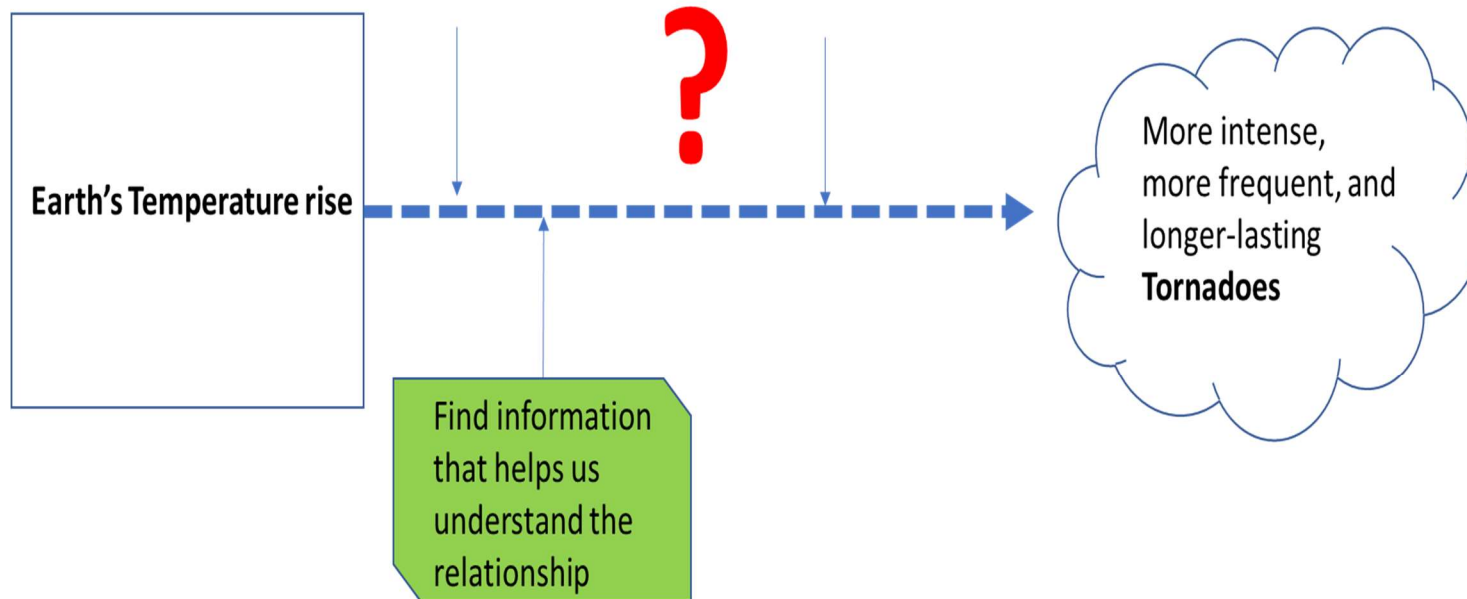 ?
Earth's Temperature rise
More intense,
more frequent, and
longer-lasting
Tornadoes
Find information
that helps us
understand the
relationship